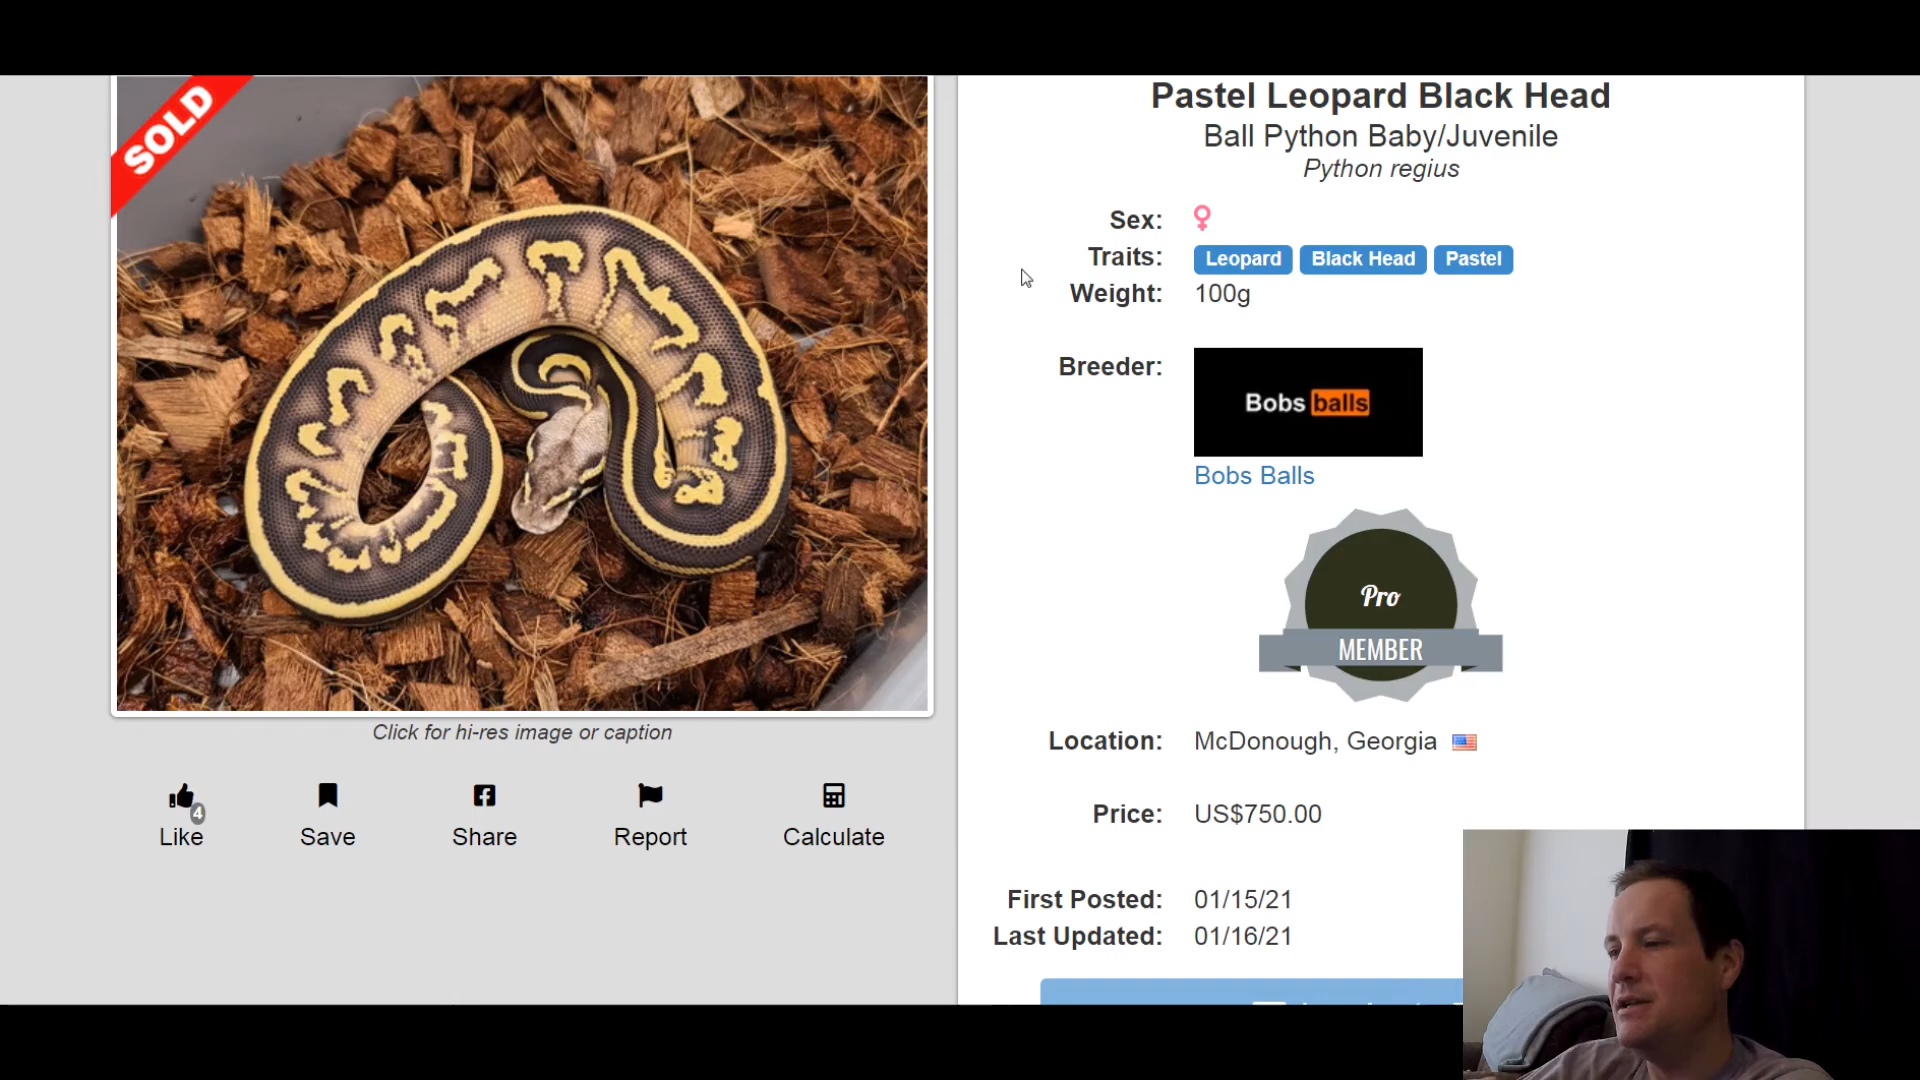 SOLD
Pastel Leopard Black Head
Ball Python Baby/Juvenile
Python regius
Sex:
Traits: Leopard Black Head Pastel
Weight: 100g
Breeder:
Bobs balls
Bobs Balls
Pro
MEMBER
Click for hi-res image or caption
4
Like Save Share Report Calculate
Location: McDonough, Georgia
Price: US$750.00
First Posted: 01/15/21
Last Updated: 01/16/21